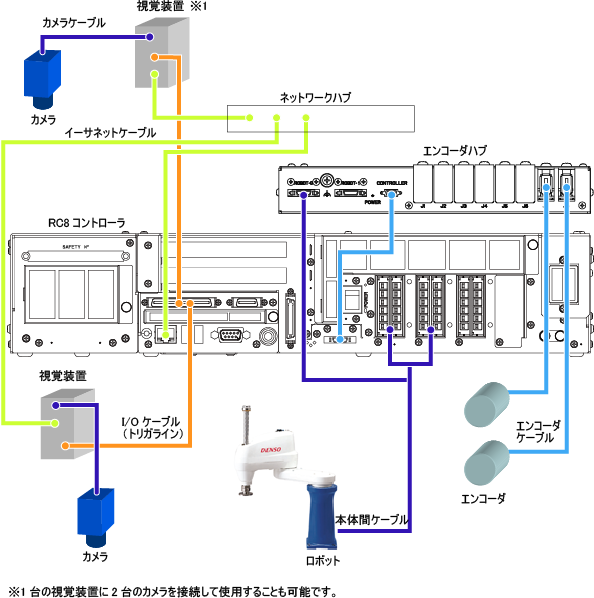 視覚装置 ※1
カメラケーブル
カメラ
ネットワークハブ
イーサネットケーブル
エンコーダハブ
ROBOT-0
ROBOT-1
CONTROLLER
POWER
J1
J2
J3
J4
J5
J6
RC8 コントローラ
視覚装置
I/O ケーブル
（トリガライン）
エンコーダ
ケーブル
エンコーダ
DENSO
本体間ケーブル
カメラ
ロボット
※1 台の視覚装置に 2 台のカメラを接続して使用することも可能です。